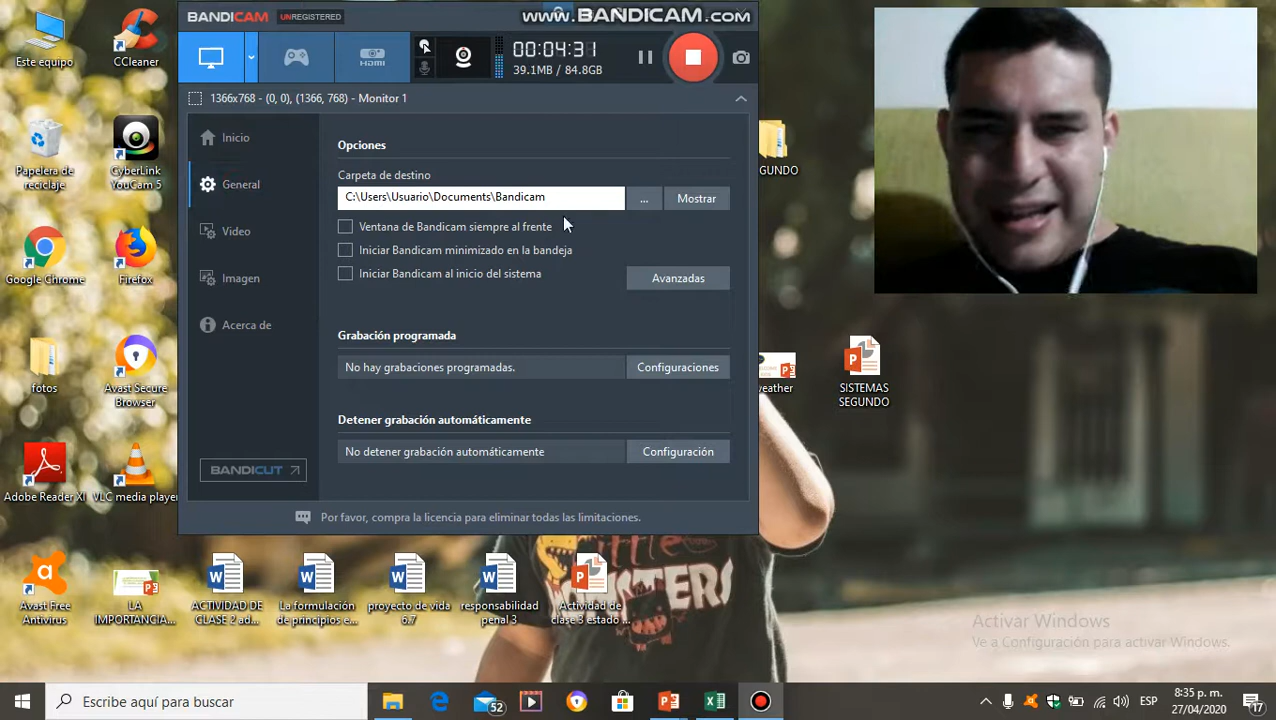 BANDICAM UNREGISTERED
www.BANDICAM.com
HDMI
00:04:31
39.1MB / 84.8GB
1366x768 - (0, 0), (1366, 768) - Monitor 1
Inicio
General
Video
Imagen
Acerca de
BANDICUT
Opciones
Carpeta de destino
C:\Users\Usuario\Documents\Bandicam
...
Mostrar
Ventana de Bandicam siempre al frente
Iniciar Bandicam minimizado en la bandeja
Iniciar Bandicam al inicio del sistema
Avanzadas
Grabación programada
No hay grabaciones programadas.
Configuraciones
Detener grabación automáticamente
No detener grabación automáticamente
Configuración
Por favor, compra la licencia para eliminar todas las limitaciones.
Este equipo
CCleaner
Papelera de
reciclaje
CyberLink
YouCam 5
Google Chrome
Firefox
fotos
Avast Secure
Browser
Adobe Reader XI
VLC media player
GUNDO
weather
SISTEMAS
SEGUNDO
Avast Free
Antivirus
LA
IMPORTANCIA...
ACTIVIDAD DE
CLASE 2 ad...
La formulación
de principios e...
proyecto de vida
6.7
responsabilidad
penal 3
Actividad de
clase 3 estado ...
MONSTERS
Activar Windows
Ve a Configuración para activar Windows.
Escribe aquí para buscar
52
ESP
8:35 p. m.
27/04/2020
17